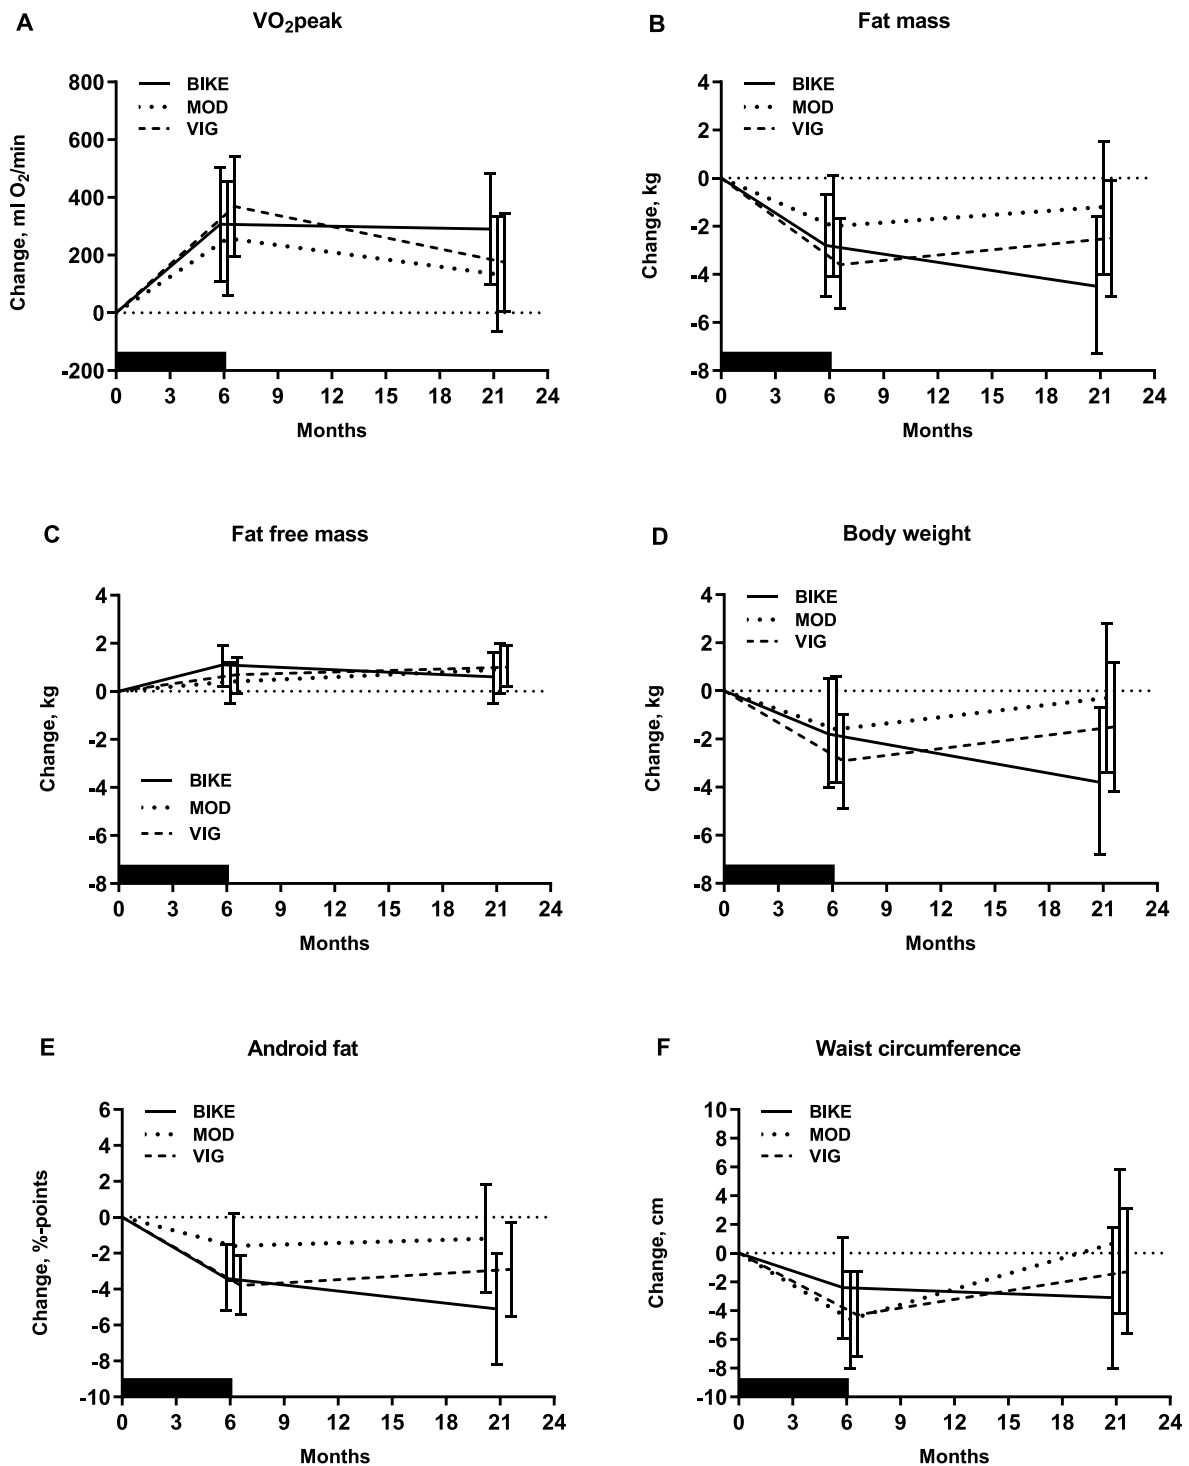 A VO₂peak
Change, ml O₂/min
800
600
400
200
0
-200
BIKE
MOD
VIG
0 3 6 9 12 15 18 21 24
Months
B Fat mass
Change, kg
4
2
0
-2
-4
-6
-8
BIKE
MOD
VIG
0 3 6 9 12 15 18 21 24
Months
C Fat free mass
Change, kg
4
2
0
-2
-4
-6
-8
BIKE
MOD
VIG
0 3 6 9 12 15 18 21 24
Months
D Body weight
Change, kg
4
2
0
-2
-4
-6
-8
BIKE
MOD
VIG
0 3 6 9 12 15 18 21 24
Months
E Android fat
Change, %-points
6
4
2
0
-2
-4
-6
-8
-10
BIKE
MOD
VIG
0 3 6 9 12 15 18 21 24
Months
F Waist circumference
Change, cm
10
8
6
4
2
0
-2
-4
-6
-8
-10
BIKE
MOD
VIG
0 3 6 9 12 15 18 21 24
Months